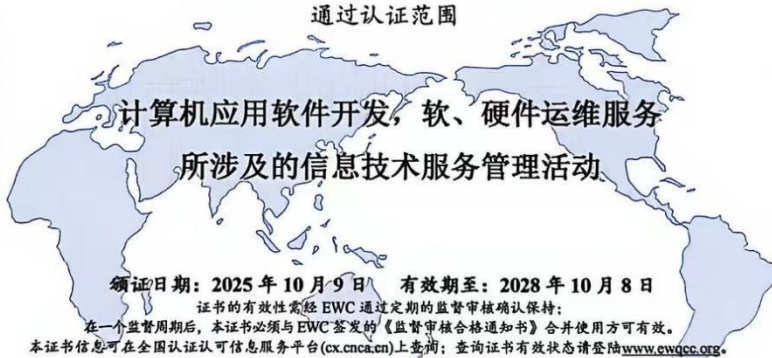 通过认证范围
计算机应用软件开发，软、硬件运维服务
所涉及的信息技术服务管理活动
颁证日期：2025 年 10 月 9 日 有效期至：2028 年 10 月 8 日
证书的有效性需经 EWC 通过定期的监督审核确认保持；
在一个监督周期后，本证书必须与 EWC 签发的《监督审核合格通知书》合并使用方可有效。
本证书信息可在全国认证认可信息服务平台(cx.cnca.cn)上查询；查询证书有效状态请登陆www.ewqcc.org。